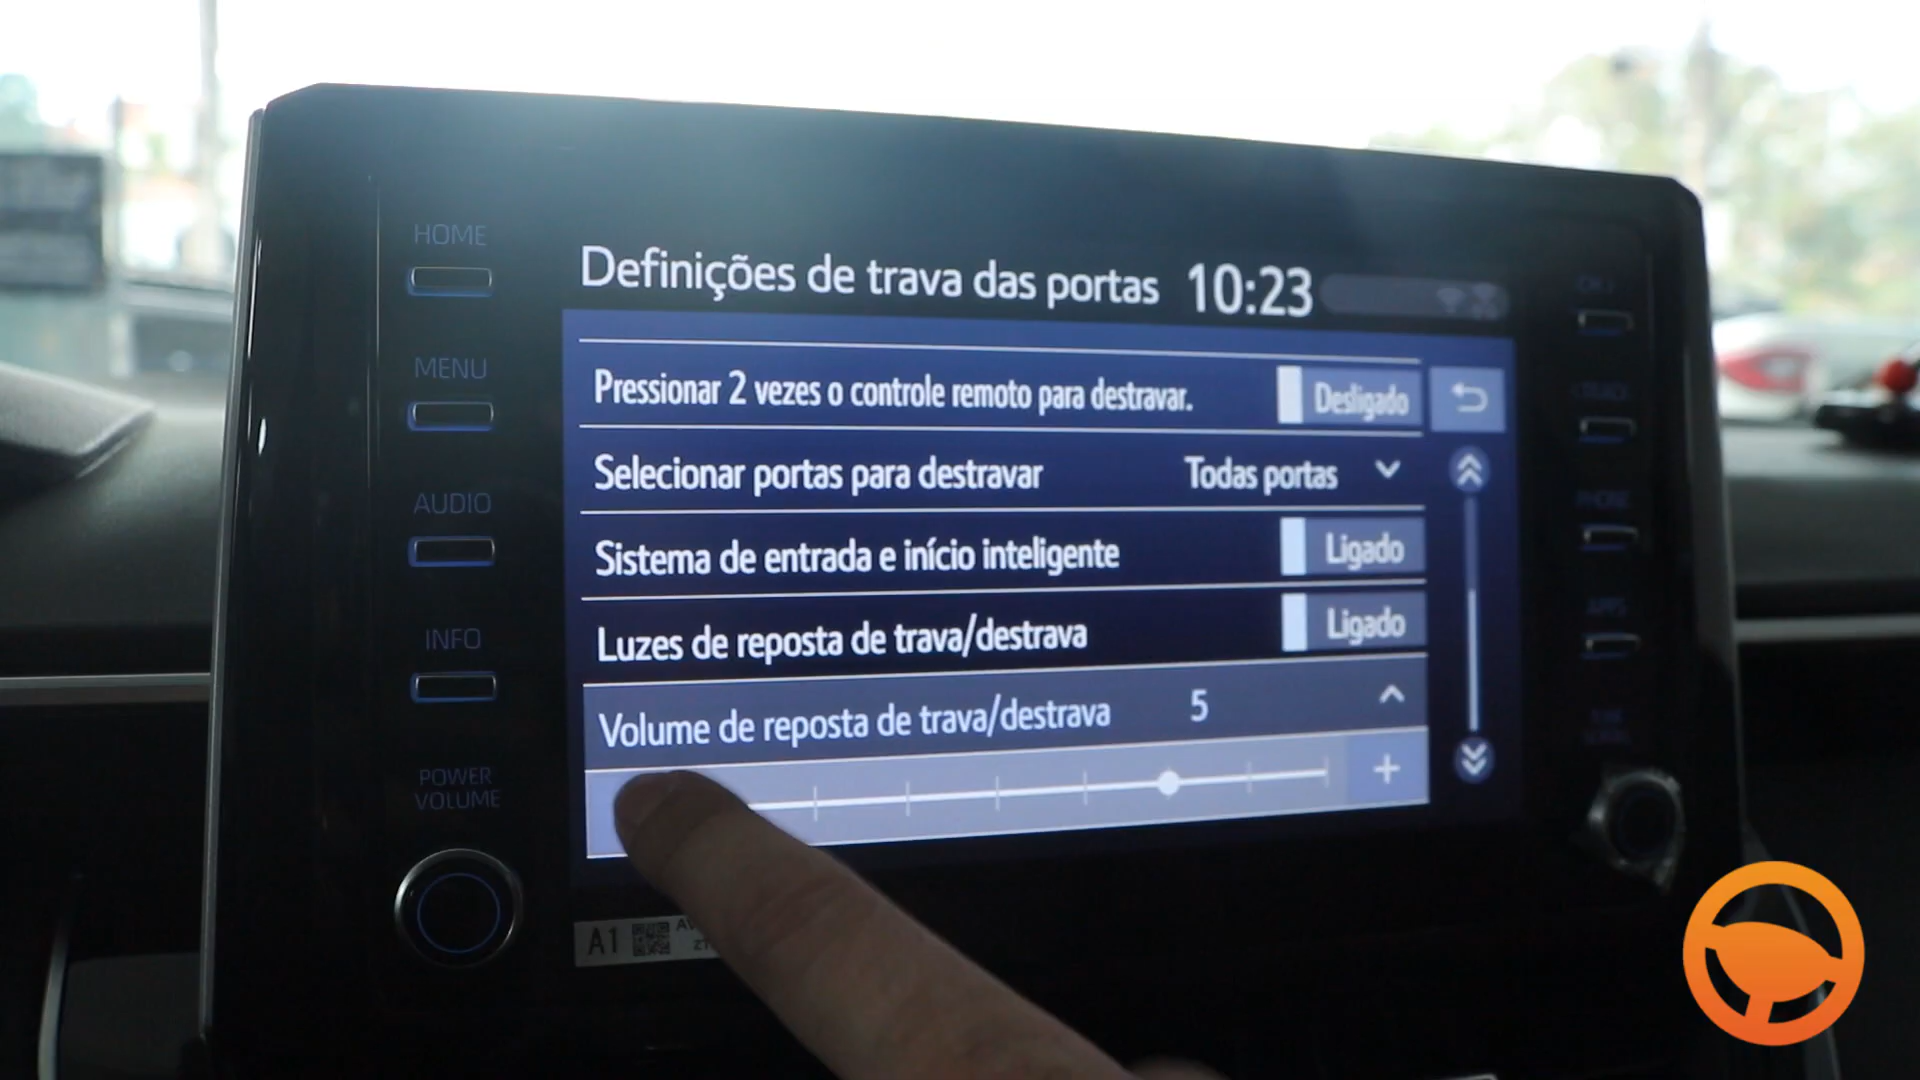 HOME
Definições de trava das portas 10:23
MENU
Pressionar 2 vezes o controle remoto para destravar. Desligado
Selecionar portas para destravar Todas portas
AUDIO
Sistema de entrada e início inteligente Ligado
INFO
Luzes de reposta de trava/destrava Ligado
Volume de reposta de trava/destrava 5
POWER
VOLUME
+
A1
PHONE
APPS